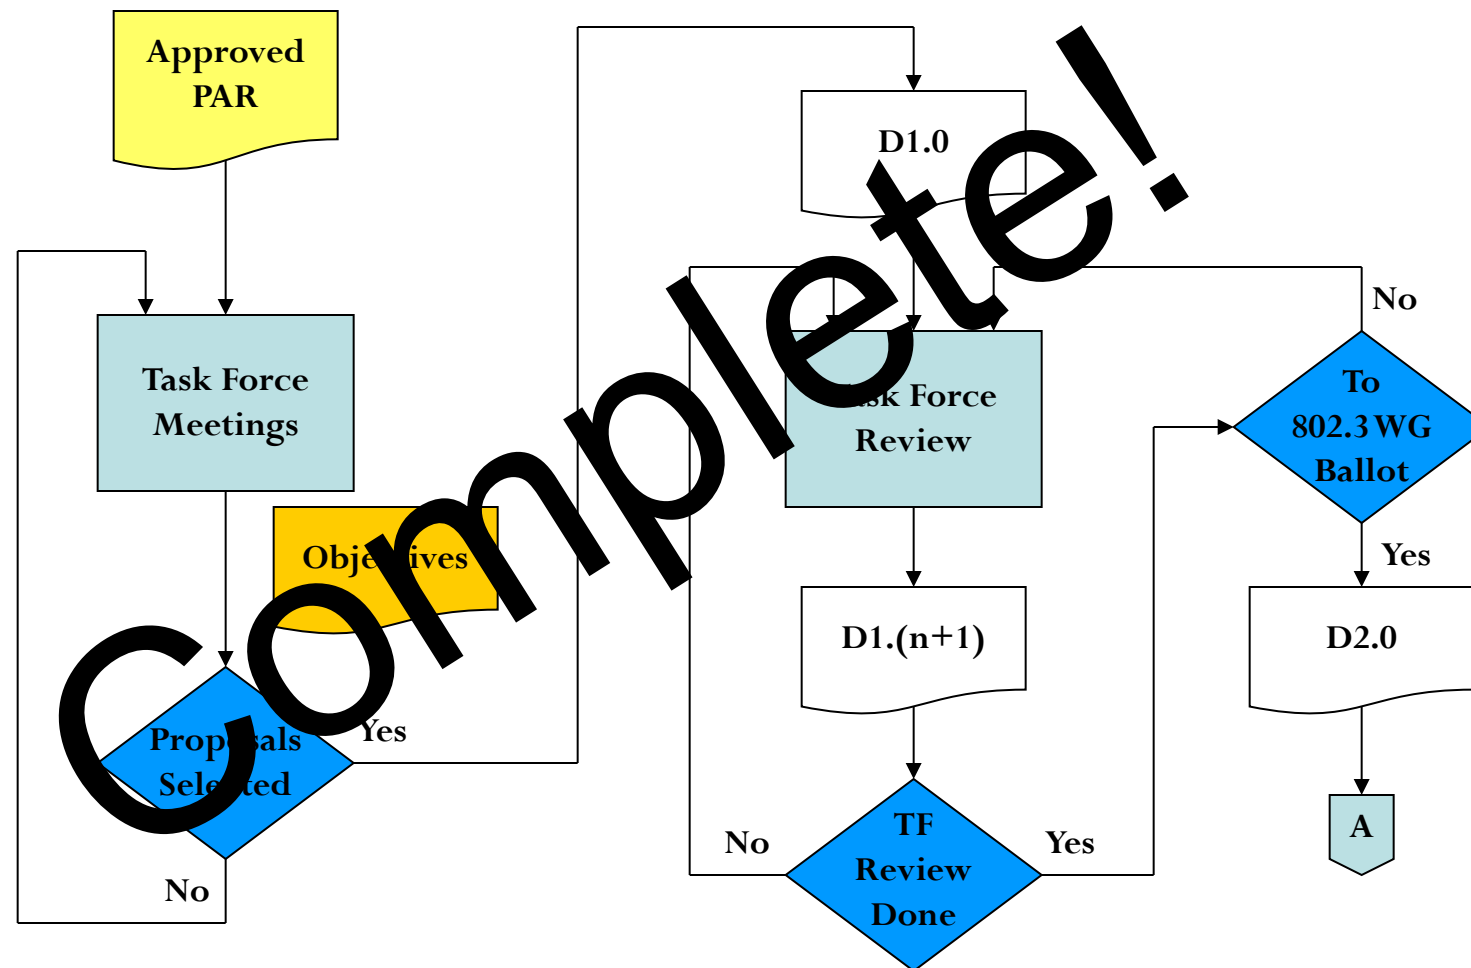 Approved
PAR
Task Force
Meetings
Objectives
Proposals
Selected
Yes
No
D1.0
Task Force
Review
D1.(n+1)
TF
Review
Done
No
Yes
To
802.3 WG
Ballot
No
Yes
D2.0
A
Complete!